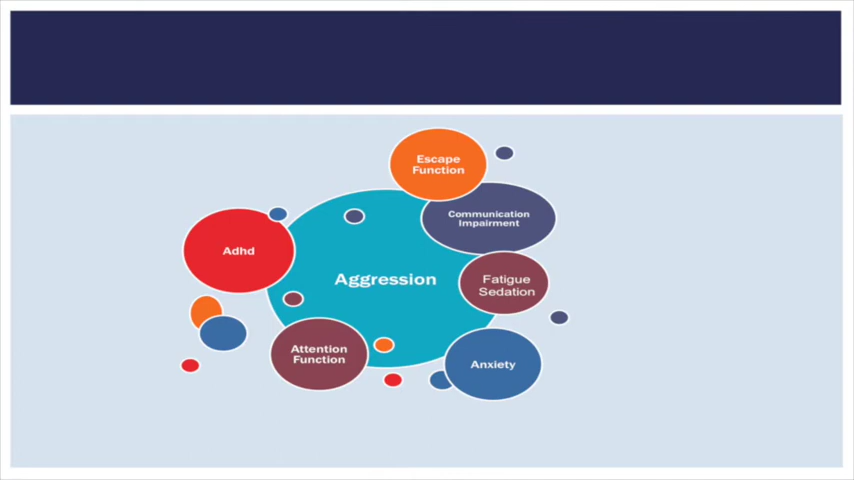 Escape
Function
Communication
Impairment
Adhd
Aggression
Fatigue
Sedation
Attention
Function
Anxiety